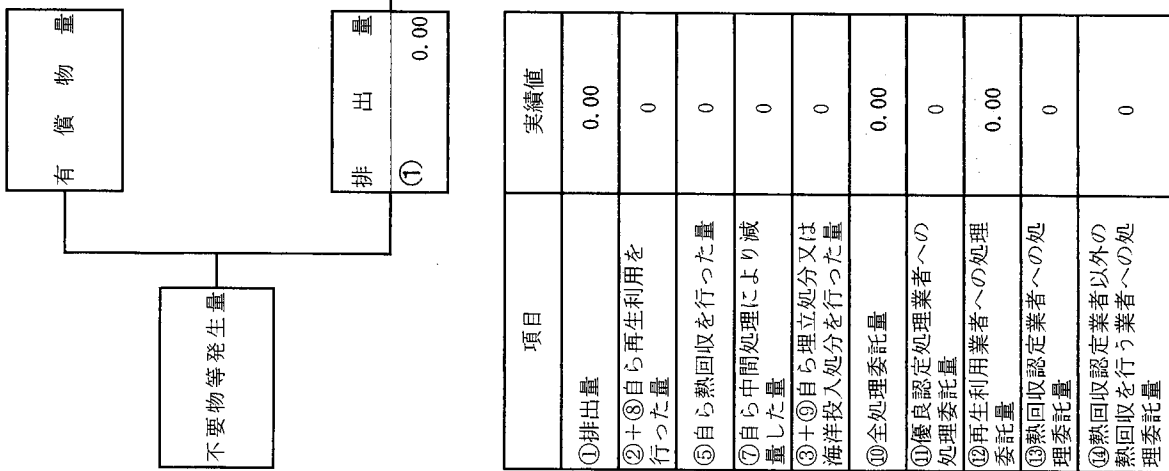 不要物等発生量
有償物量
排出量
① 0.00
項目 実績値
①排出量 0.00
②+⑧自ら再生利用を
行った量 0
⑤自ら熱回収を行った量 0
⑦自ら中間処理により減
量した量 0
③+⑨自ら埋立処分又は
海洋投入処分を行った量 0
⑩全処理委託量 0.00
⑪優良認定処理業者への
処理委託量 0
⑫再生利用業者への処理
委託量 0.00
⑬熱回収認定業者への処
理委託量 0
⑭熱回収認定業者以外の
熱回収を行う業者への処
理委託量 0